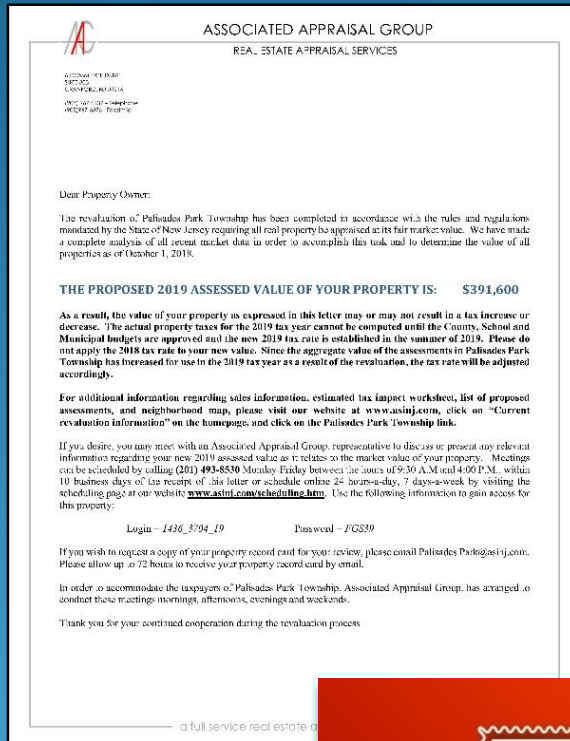 ASSOCIATED APPRAISAL GROUP
REAL ESTATE APPRAISAL SERVICES
Dear Property Owner:
The revaluation of Palisades Park Township has been completed in accordance with the rules and regulations
mandated by the State of New Jersey requiring all real property be appraised at its fair market value. We have made
a complete analysis of all recent market data in order to accomplish this task and to determine the value of all
properties as of October 1, 2018.
THE PROPOSED 2019 ASSESSED VALUE OF YOUR PROPERTY IS: $391,600
As a result, the value of your property as expressed in this letter may or may not result in a tax increase or
decrease. The actual property taxes for the 2019 tax year cannot be computed until the County, School and
Municipal budgets are approved and the new 2019 tax rate is established in the summer of 2019. Please do
not apply the 2018 tax rate to your new value. Since the aggregate value of the assessments in Palisades Park
Township has increased for use in the 2019 tax year as a result of the revaluation, the tax rate will be adjusted
accordingly.
For additional information regarding sales information, estimated tax impact worksheet, list of proposed
assessments, and neighborhood map, please visit our website at www.asinj.com, click on "Current
revaluation information" on the homepage, and click on the Palisades Park Township link.
If you desire, you may meet with an Associated Appraisal Group, representative to discuss or present any relevant
information regarding your new 2019 assessed value as it relates to the market value of your property. Meetings
can be scheduled by calling (201) 493-8530 Monday-Friday between the hours of 9:30 A.M and 4:00 P.M., within
10 business days of the receipt of this letter or schedule online 24 hours-a-day, 7 days-a-week by visiting the
scheduling page at our website www.asinj.com/scheduling.htm. Use the following information to gain access for
this property:
Login – 1436_3704_19 Password – FGS39
If you wish to request a copy of your property record card for your review, please email Palisades Park@asinj.com.
Please allow up to 72 hours to receive your property record card by email.
In order to accommodate the taxpayers of Palisades Park Township, Associated Appraisal Group, has arranged to
conduct these meetings mornings, afternoons, evenings and weekends.
Thank you for your continued cooperation during the revaluation process
a full service real estate